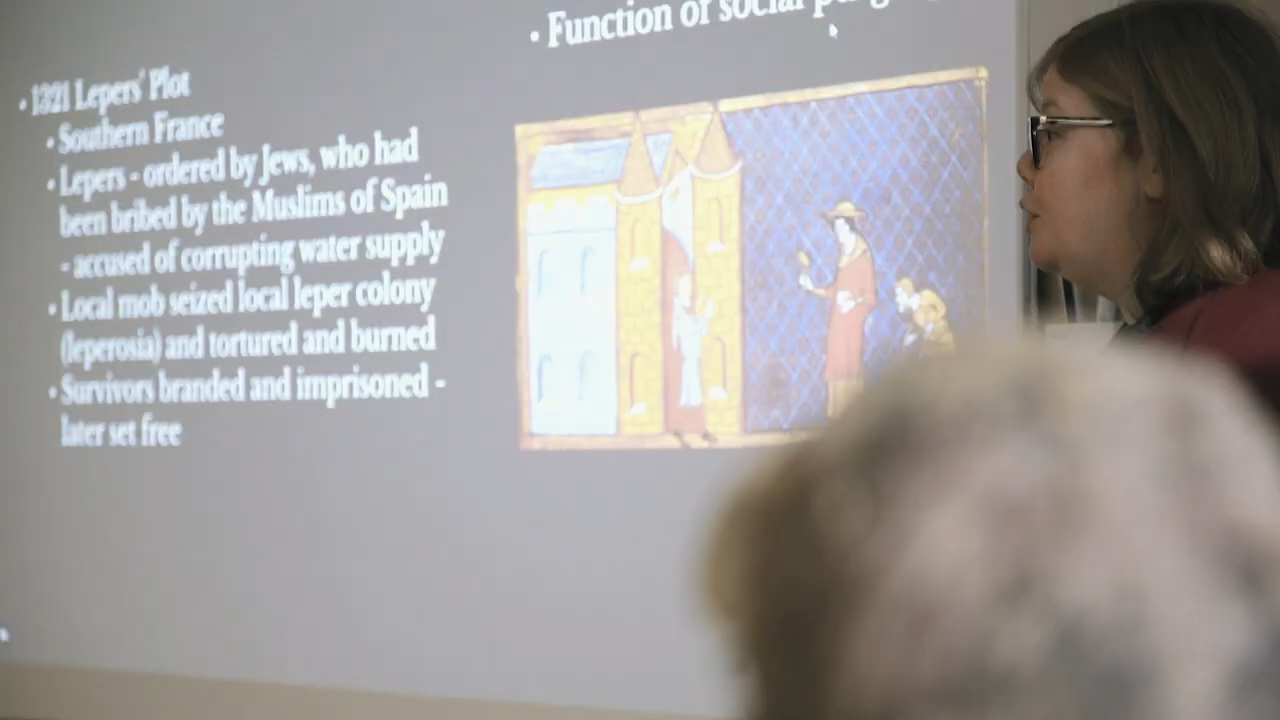 • Function of social
• 1321 Lepers' Plot
• Southern France
• Lepers - ordered by Jews, who had
been bribed by the Muslims of Spain
- accused of corrupting water supply
• Local mob seized local leper colony
(leperosia) and tortured and burned
• Survivors branded and imprisoned -
later set free